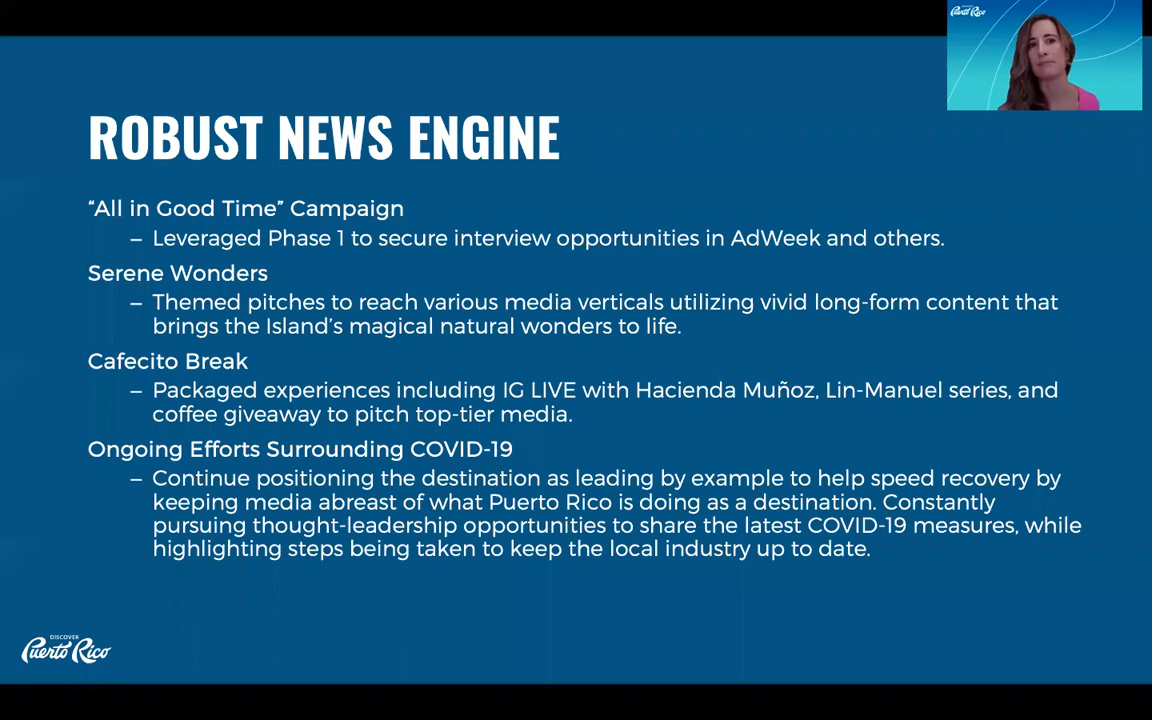 Puerto Rico
ROBUST NEWS ENGINE
“All in Good Time” Campaign
– Leveraged Phase 1 to secure interview opportunities in AdWeek and others.
Serene Wonders
– Themed pitches to reach various media verticals utilizing vivid long-form content that
brings the Island’s magical natural wonders to life.
Cafecito Break
– Packaged experiences including IG LIVE with Hacienda Muñoz, Lin-Manuel series, and
coffee giveaway to pitch top-tier media.
Ongoing Efforts Surrounding COVID-19
– Continue positioning the destination as leading by example to help speed recovery by
keeping media abreast of what Puerto Rico is doing as a destination. Constantly
pursuing thought-leadership opportunities to share the latest COVID-19 measures, while
highlighting steps being taken to keep the local industry up to date.
DISCOVER
Puerto Rico